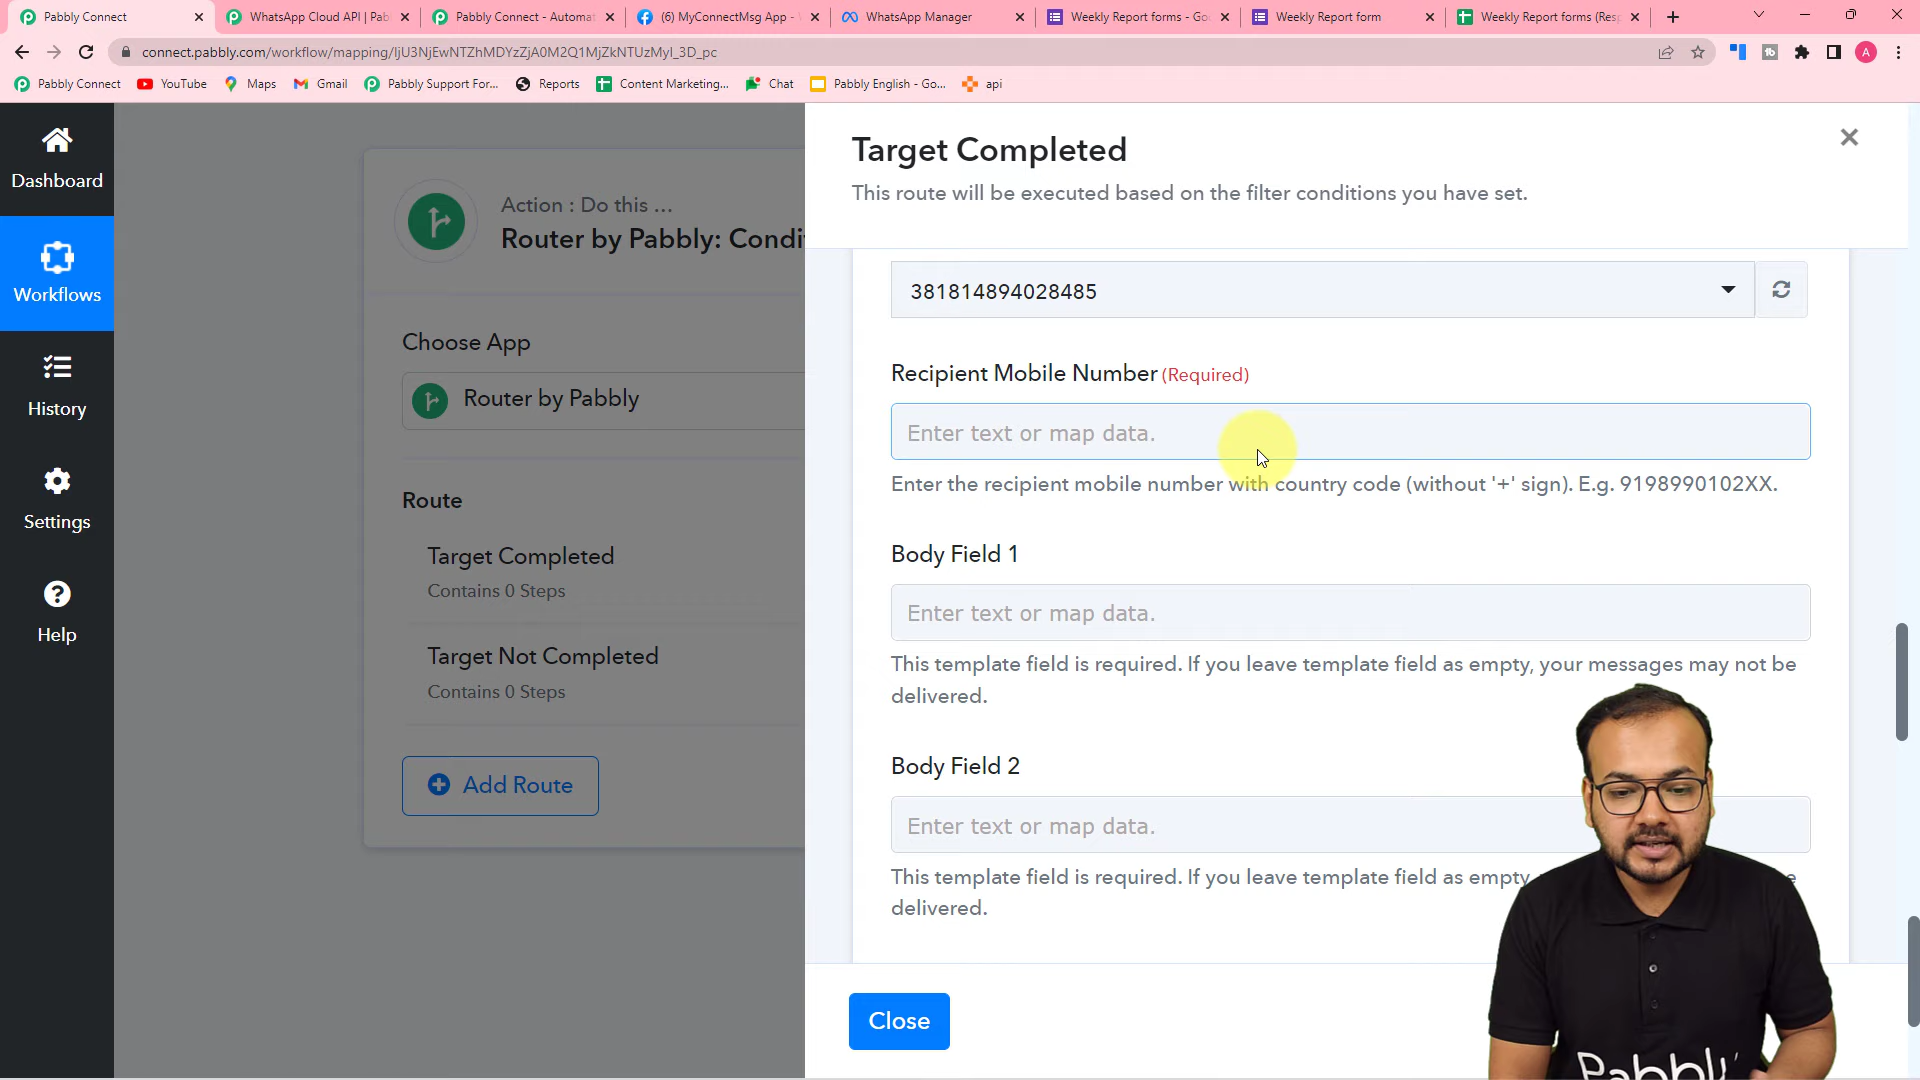 Pabbly Connect
WhatsApp Cloud API | Pab
Pabbly Connect - Automat
(6) MyConnectMsg App -
WhatsApp Manager
Weekly Report forms - Go
Weekly Report form
Weekly Report forms (Res
connect.pabbly.com/workflow/mapping/
Pabbly Connect
YouTube
Maps
Gmail
Pabbly Support For...
Reports
Content Marketing...
Chat
Pabbly English - Go...
api
Dashboard
Workflows
History
Settings
Help
Action : Do this ...
Router by Pabbly: Condi
Choose App
Router by Pabbly
Route
Target Completed
Contains 0 Steps
Target Not Completed
Contains 0 Steps
Add Route
Target Completed
This route will be executed based on the filter conditions you have set.
381814894028485
Recipient Mobile Number (Required)
Enter text or map data.
Enter the recipient mobile number with country code (without '+' sign). E.g. 9198990102XX.
Body Field 1
Enter text or map data.
This template field is required. If you leave template field as empty, your messages may not be
delivered.
Body Field 2
Enter text or map data.
This template field is required. If you leave template field as empty,
delivered.
Close
Pabbly